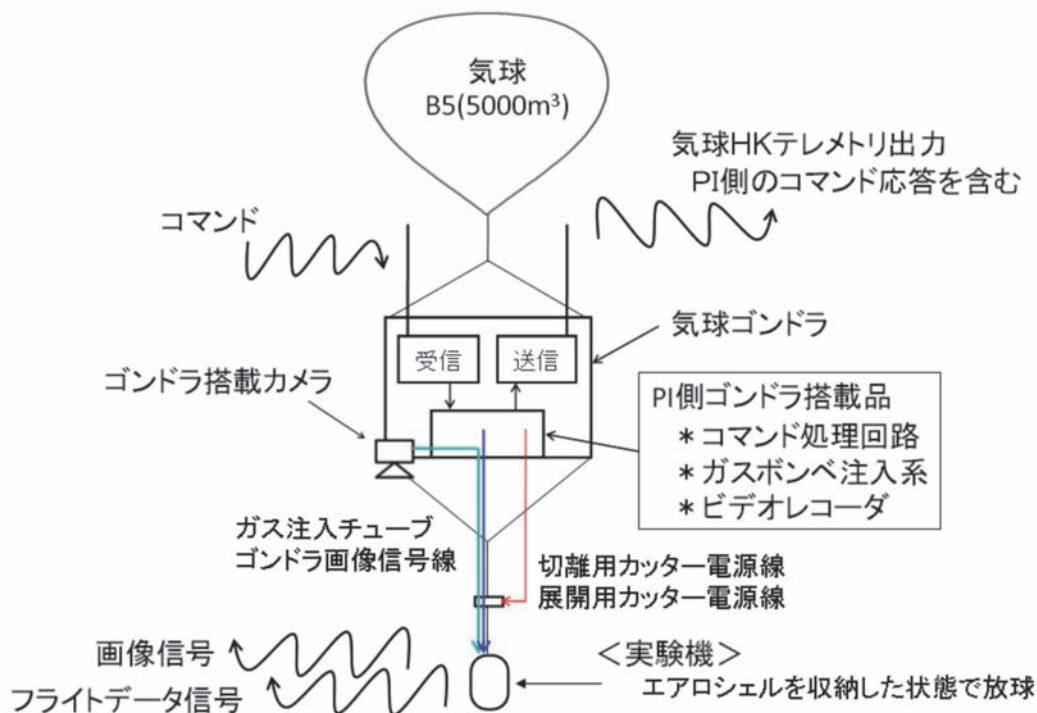 気球
B5(5000m³)
気球HKテレメトリ出力
PI側のコマンド応答を含む
コマンド
気球ゴンドラ
受信
送信
ゴンドラ搭載カメラ
PI側ゴンドラ搭載品
＊コマンド処理回路
＊ガスボンベ注入系
＊ビデオレコーダ
ガス注入チューブ
ゴンドラ画像信号線
切離用カッター電源線
展開用カッター電源線
画像信号
フライトデータ信号
＜実験機＞
エアロシェルを収納した状態で放球